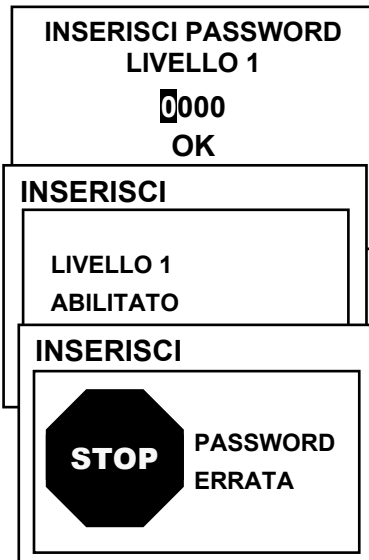 INSERISCI PASSWORD
LIVELLO 1
0000
OK
INSERISCI
LIVELLO 1
ABILITATO
INSERISCI
STOP
PASSWORD
ERRATA